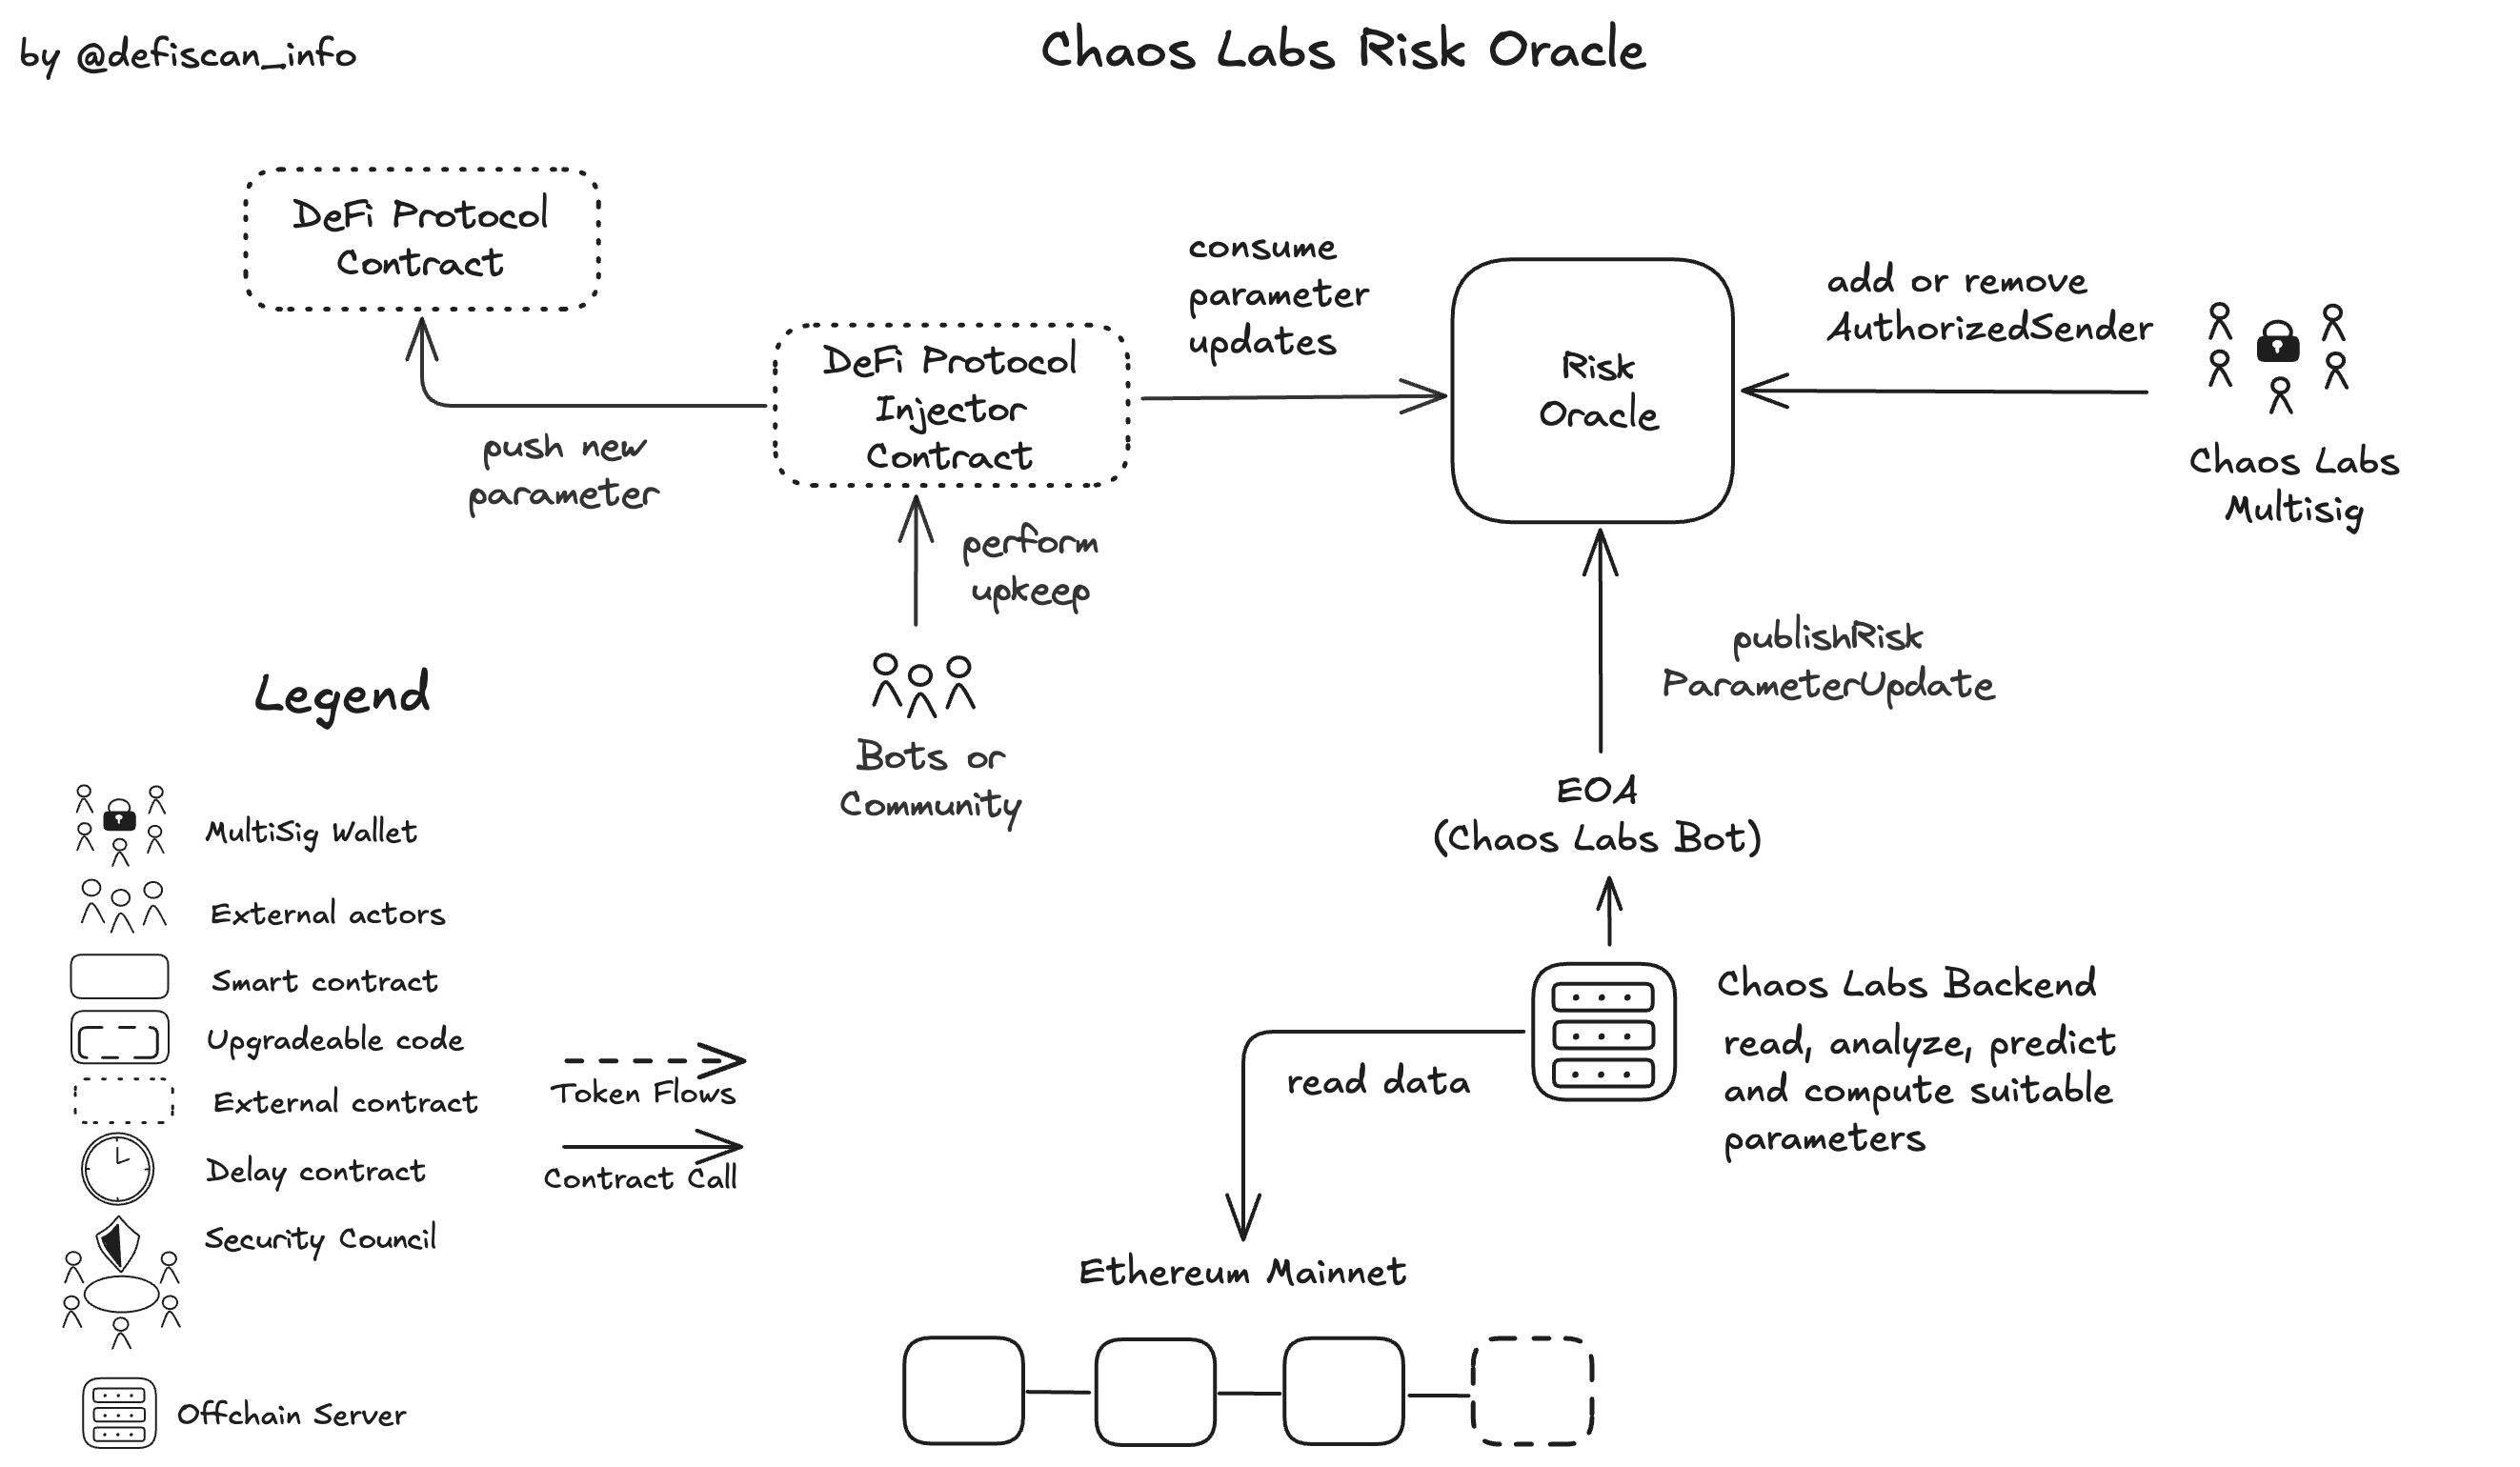 by @defiscan_info
Chaos Labs Risk Oracle
DeFi Protocol
Contract
push new
parameter
DeFi Protocol
Injector
Contract
consume
parameter
updates
Risk
Oracle
add or remove
AuthorizedSender
Chaos Labs
Multisig
perform
upkeep
Bots or
Community
publishRisk
ParameterUpdate
EOA
(Chaos Labs Bot)
Chaos Labs Backend
read, analyze, predict
and compute suitable
parameters
read data
Ethereum Mainnet
Legend
MultiSig Wallet
External actors
Smart contract
Upgradeable code
External contract
Delay contract
Security Council
Offchain Server
Token Flows
Contract Call